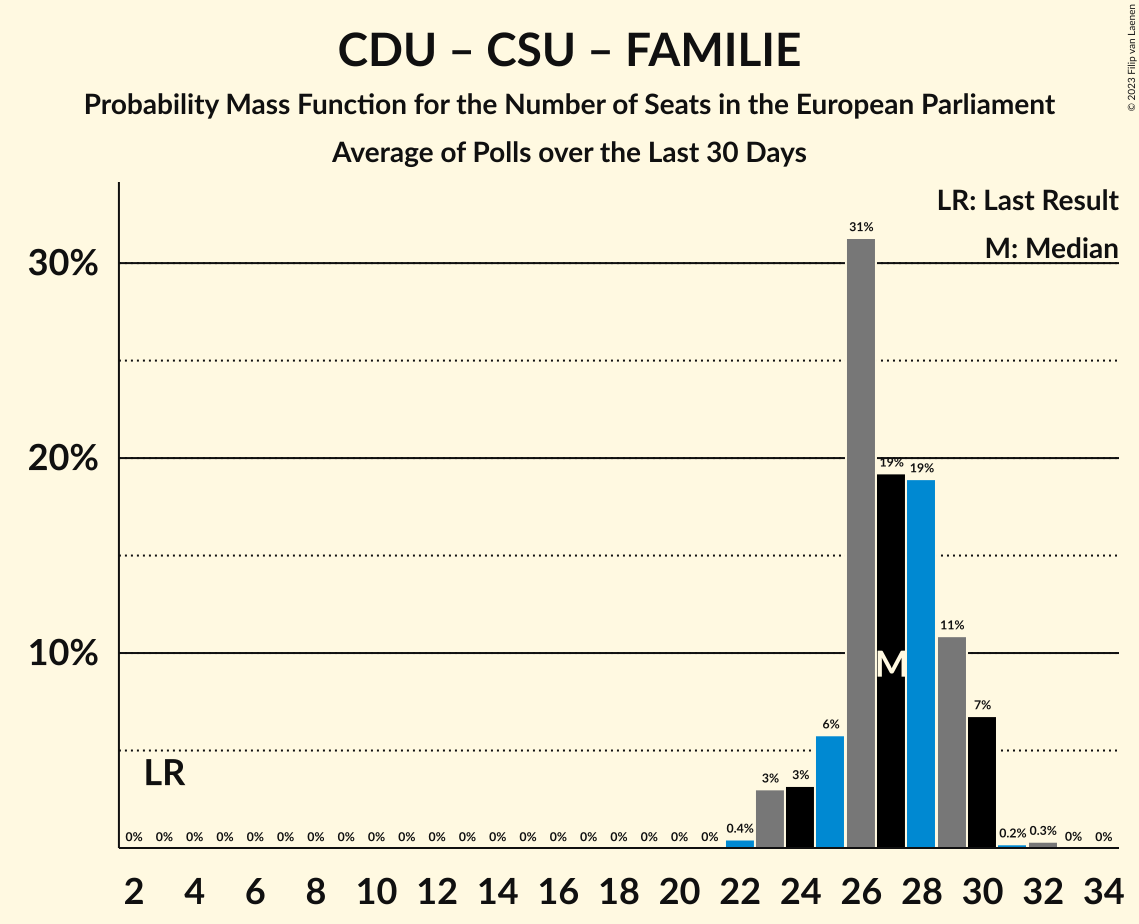 © 2023 Filip van Laenen
CDU – CSU – FAMILIE
Probability Mass Function for the Number of Seats in the European Parliament
Average of Polls over the Last 30 Days
LR: Last Result
M: Median
30%
20%
10%
31%
19% 19%
11%
7%
6%
3% 3%
0.4%
0.2% 0.3%
M
LR
0% 0% 0% 0% 0% 0% 0% 0% 0% 0% 0% 0% 0% 0% 0% 0% 0% 0% 0% 0% 0% 0%
2 4 6 8 10 12 14 16 18 20 22 24 26 28 30 32 34